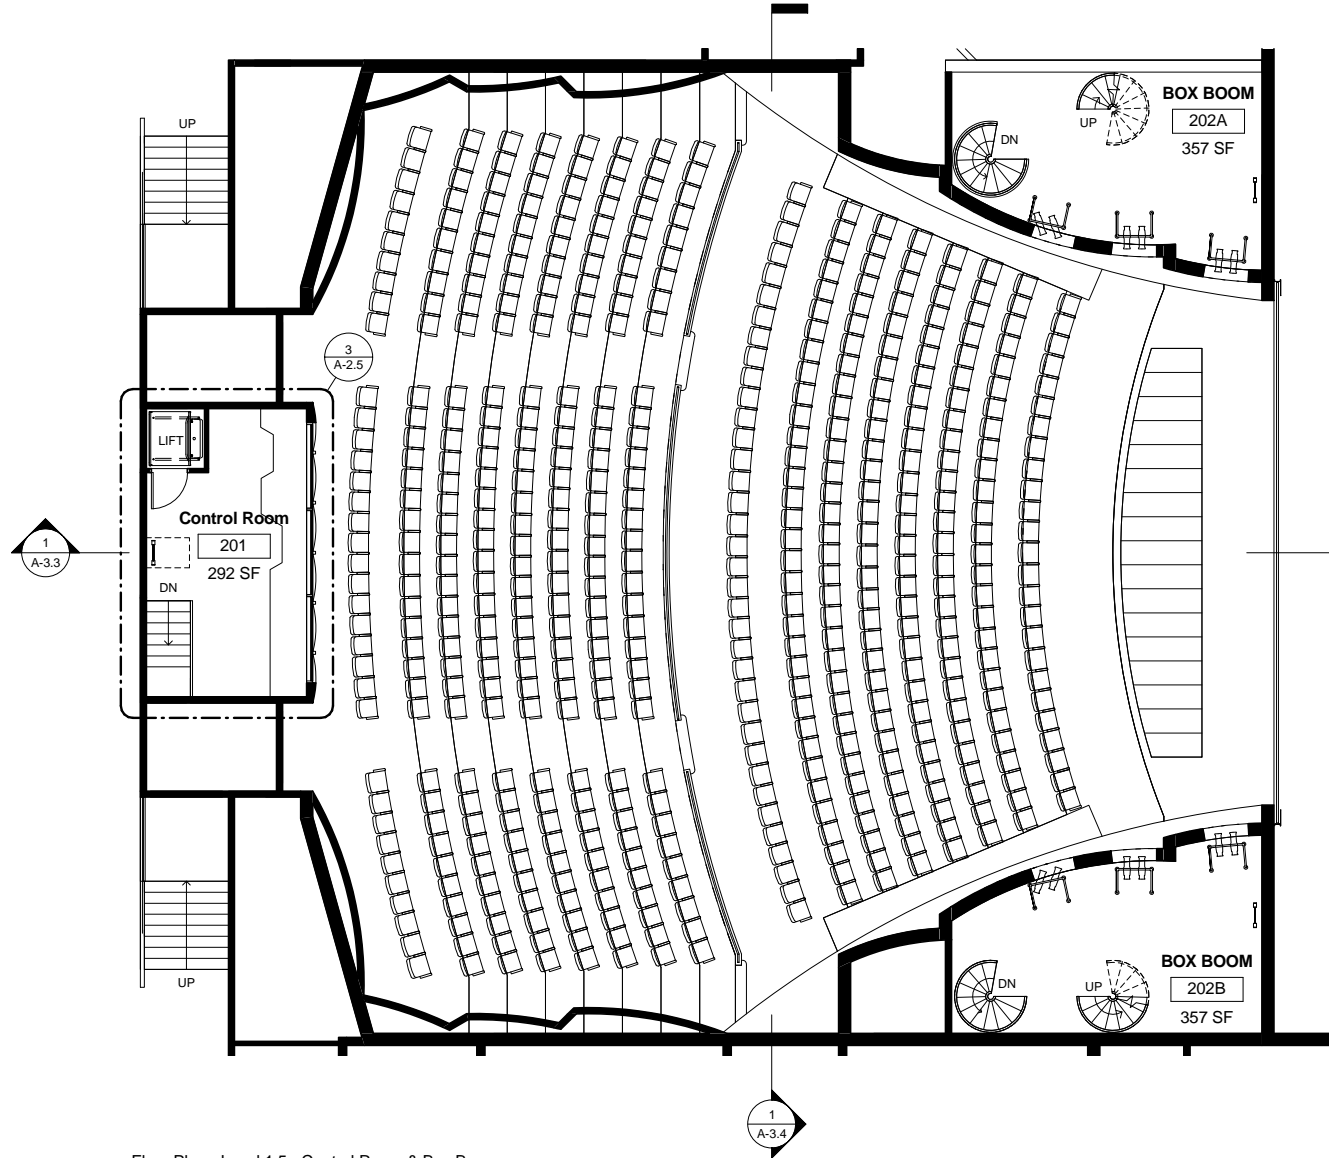 UP
BOX BOOM
202A
357 SF
UP
DN
3
A-2.5
LIFT
Control Room
201
292 SF
DN
1
A-3.3
UP
BOX BOOM
202B
357 SF
DN
UP
1
A-3.4